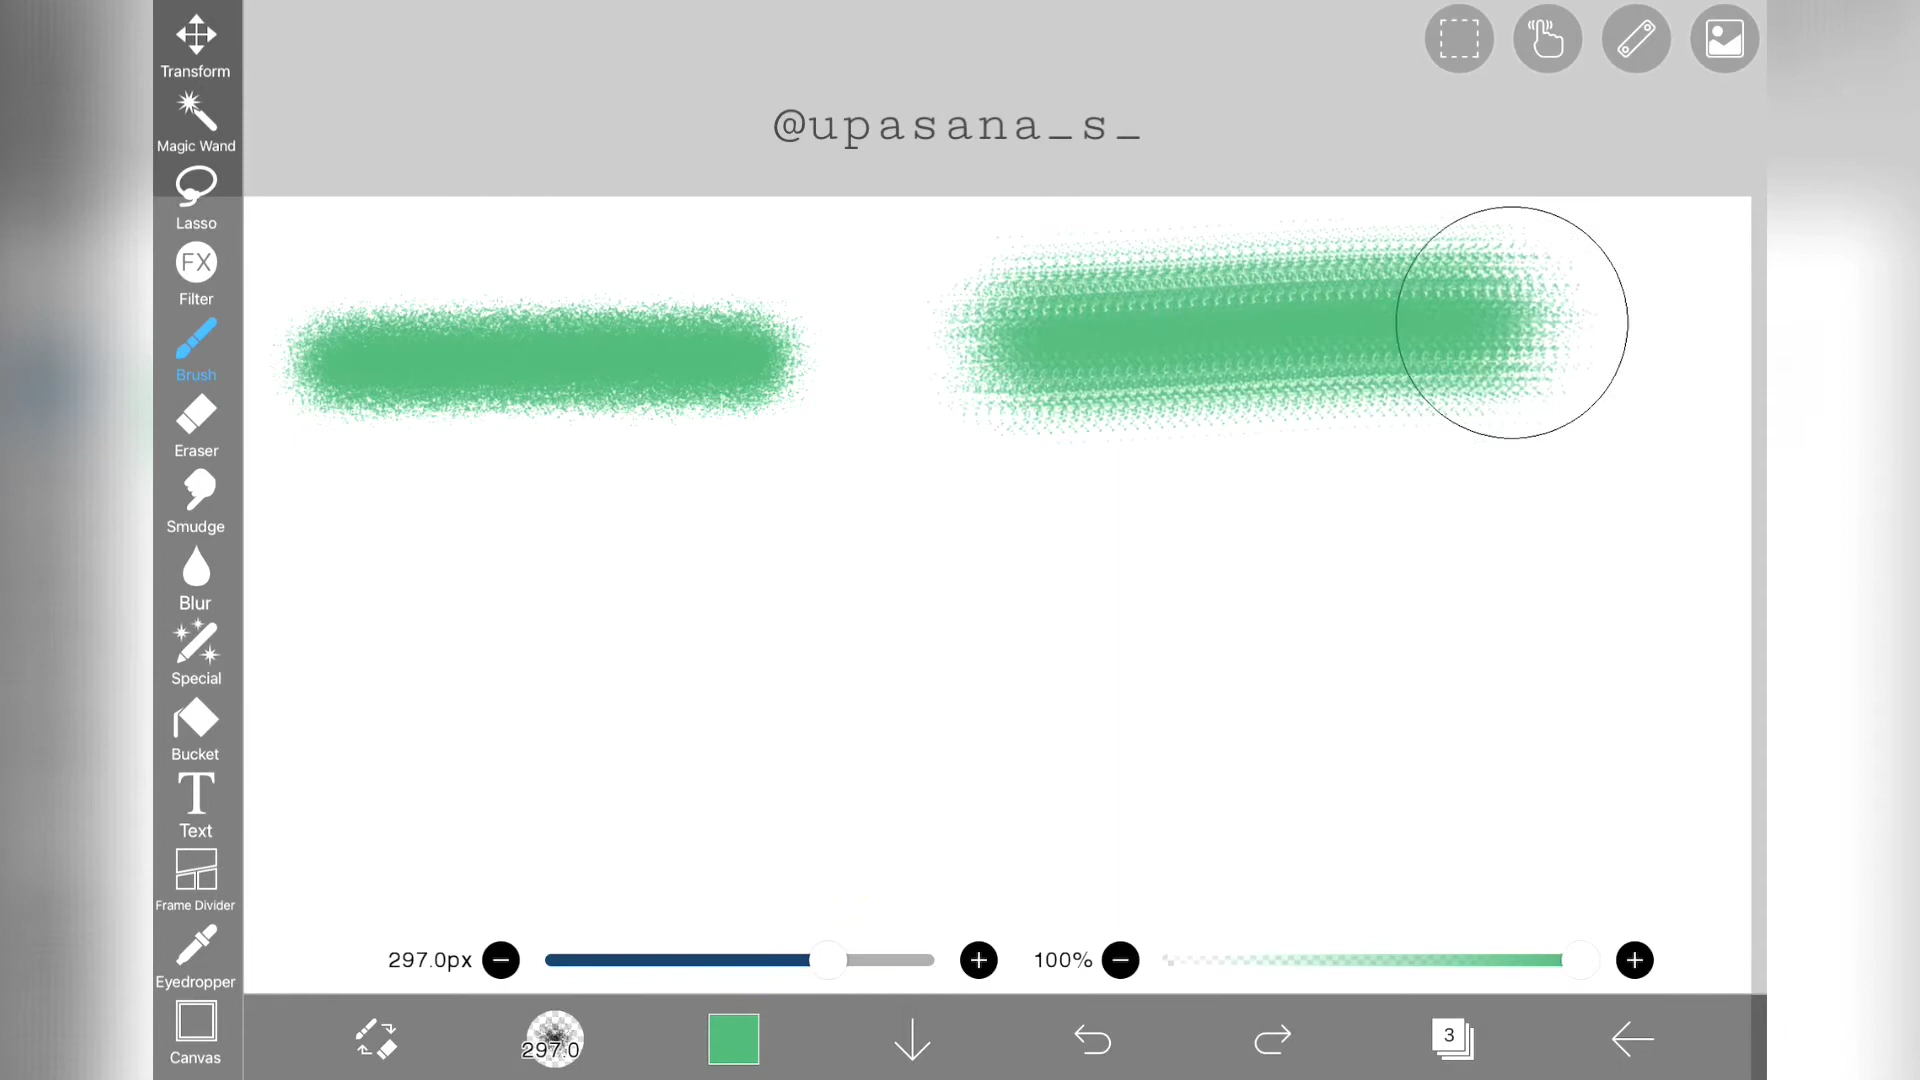 Transform
@upasana_s_
Magic Wand
Lasso
FX
Filter
Brush
Eraser
Smudge
Blur
Special
Bucket
T
Text
Frame Divider
Eyedropper
Canvas
297.0px
100%
297.0
3